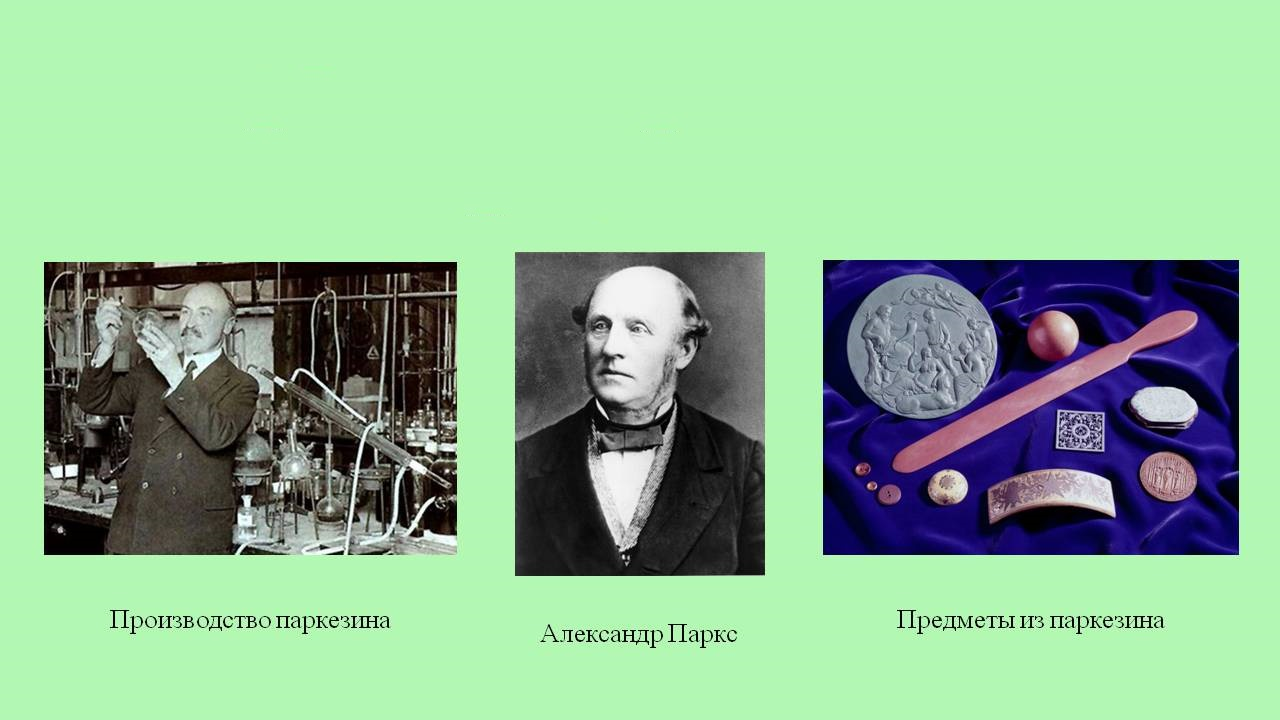 Производство паркезина
Александр Паркс
Предметы из паркезина